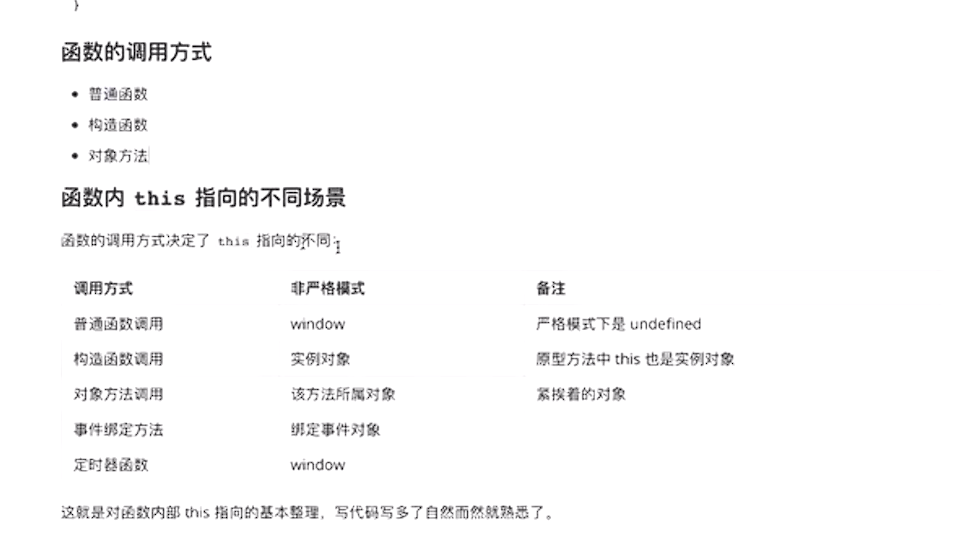 }
函数的调用方式
• 普通函数
• 构造函数
• 对象方法
函数内 this 指向的不同场景
函数的调用方式决定了 this 指向的不同:
调用方式 非严格模式 备注
普通函数调用 window 严格模式下是 undefined
构造函数调用 实例对象 原型方法中 this 也是实例对象
对象方法调用 该方法所属对象 紧挨着的对象
事件绑定方法 绑定事件对象
定时器函数 window
这就是对函数内部 this 指向的基本整理，写代码写多了自然而然就熟悉了。